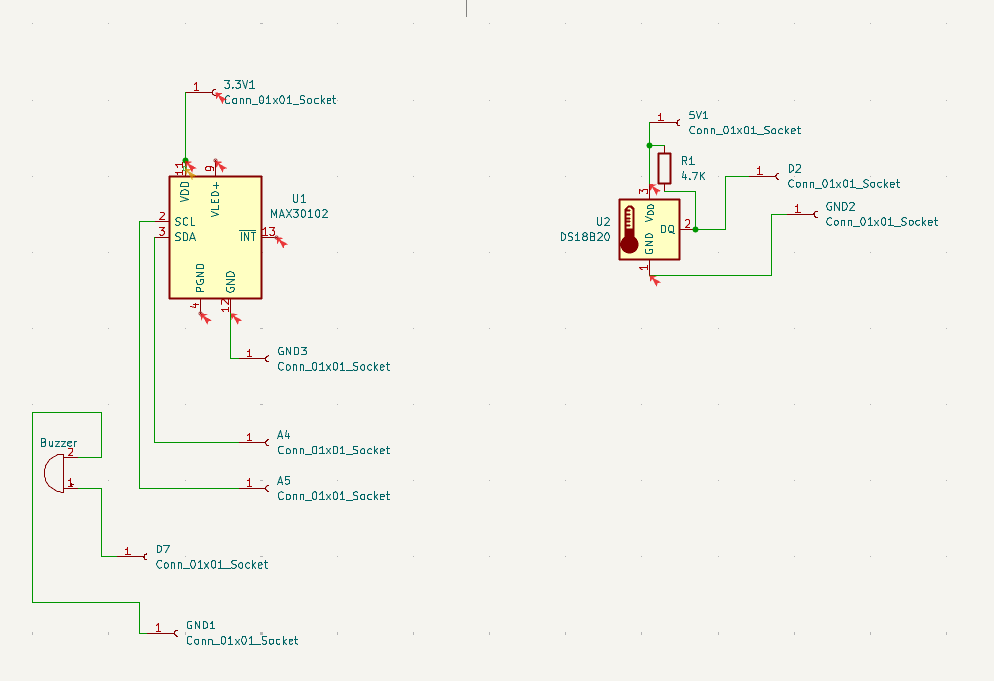 1
3.3V1
Conn_01x01_Socket
11
9
VDD
VLED+
U1
MAX30102
2
SCL
3
SDA
INT
13
PGND
GND
4
12
1
GND3
Conn_01x01_Socket
1
A4
Conn_01x01_Socket
1
A5
Conn_01x01_Socket
Buzzer
2
1
1
D7
Conn_01x01_Socket
1
GND1
Conn_01x01_Socket
1
5V1
Conn_01x01_Socket
R1
4.7K
1
D2
Conn_01x01_Socket
1
GND2
Conn_01x01_Socket
3
VDD
U2
DS18B20
DQ
2
GND
1